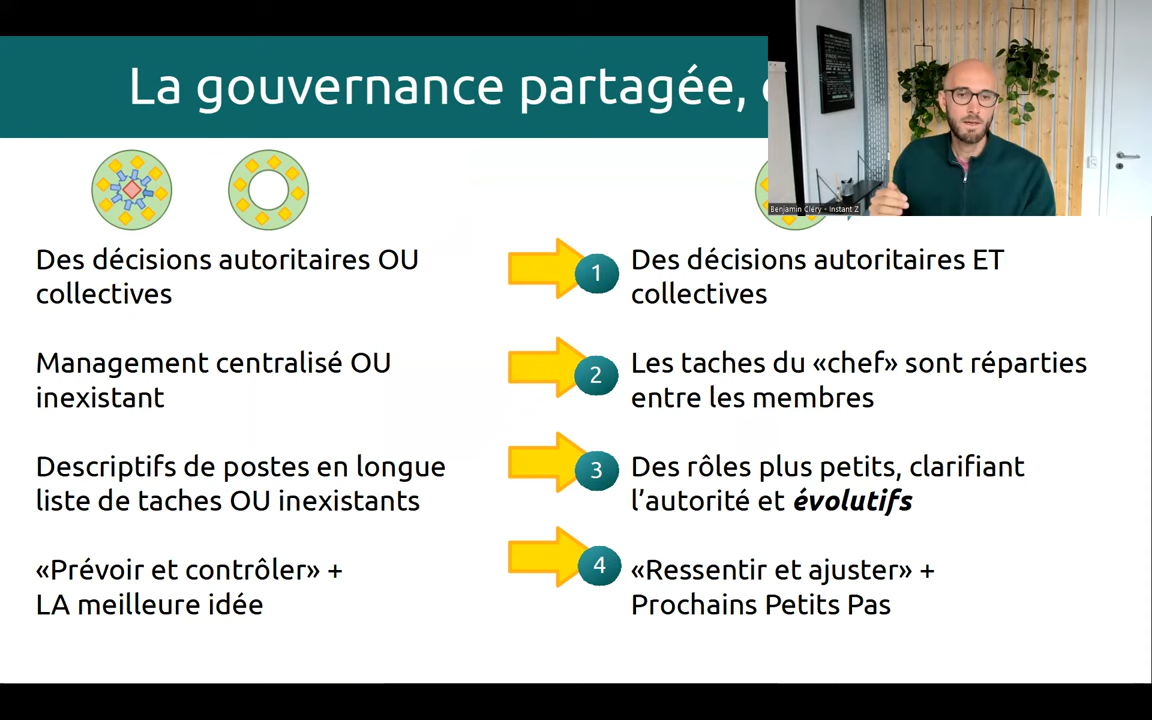 La gouvernance partagée,
Des décisions autoritaires OU
collectives
1
Des décisions autoritaires ET
collectives
Management centralisé OU
inexistant
2
Les taches du «chef» sont réparties
entre les membres
Descriptifs de postes en longue
liste de taches OU inexistants
3
Des rôles plus petits, clarifiant
l’autorité et évolutifs
«Prévoir et contrôler» +
LA meilleure idée
4
«Ressentir et ajuster» +
Prochains Petits Pas
Benjamin Cléry - Instant Z